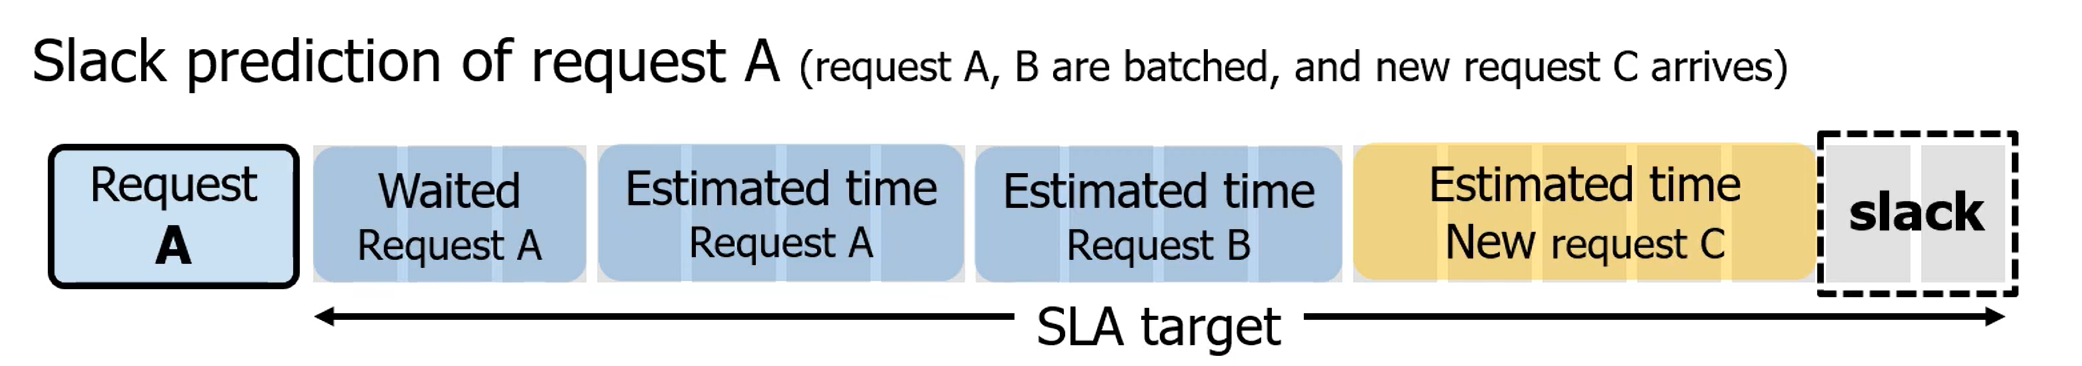 Slack prediction of request A (request A, B are batched, and new request C arrives)
Request
A
Waited
Request A
Estimated time
Request A
Estimated time
Request B
Estimated time
New request C
slack
SLA target